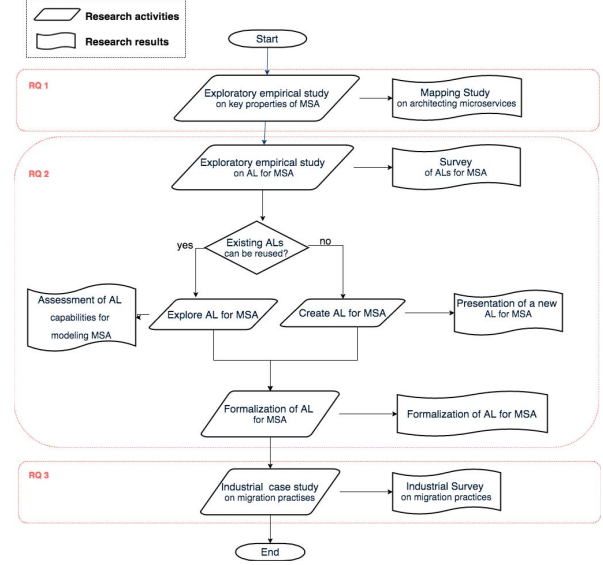 Research activities
Research results
Start
RQ 1
Exploratory empirical study
on key properties of MSA
Mapping Study
on architecting microservices
RQ 2
Exploratory empirical study
on AL for MSA
Survey
of ALs for MSA
yes
Existing ALs
can be reused?
no
Assessment of AL
capabilities for
modeling MSA
Explore AL for MSA
Create AL for MSA
Presentation of a new
AL for MSA
Formalization of AL
for MSA
Formalization of AL for MSA
RQ 3
Industrial case study
on migration practises
Industrial Survey
on migration practices
End